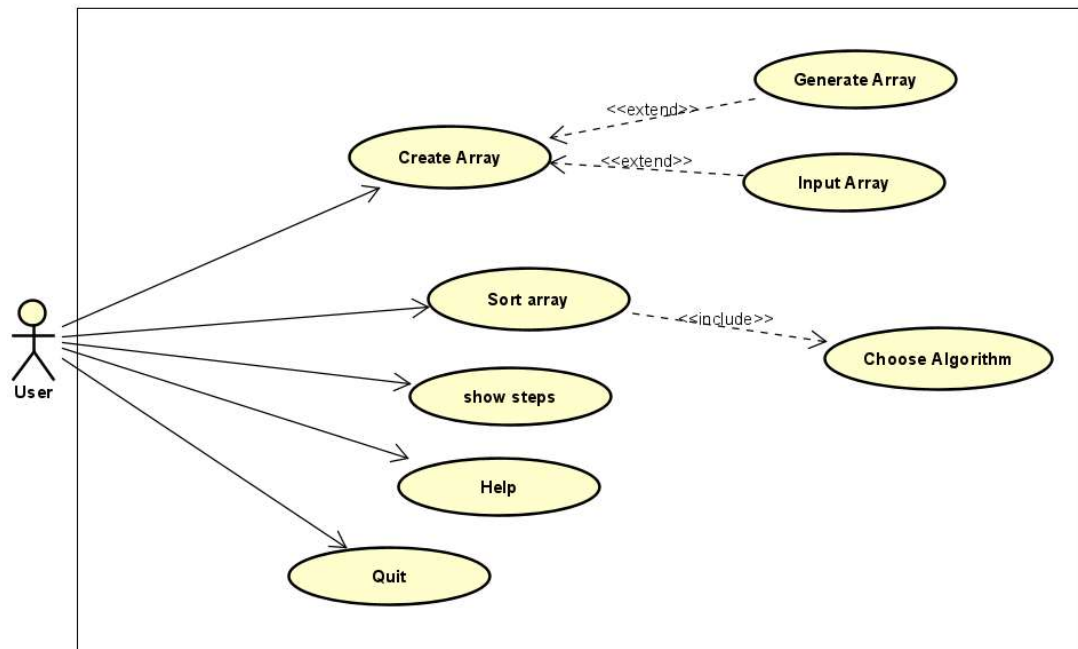 Generate Array
<<extend>>
Create Array
<<extend>>
Input Array
Sort array
<<include>>
Choose Algorithm
User
show steps
Help
Quit